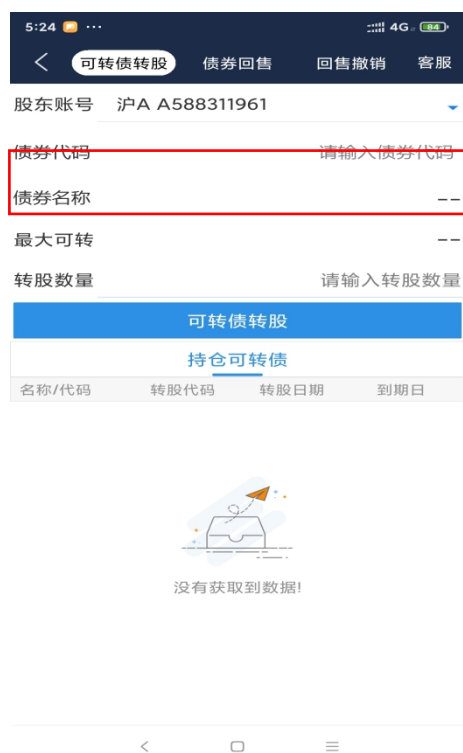 5:24 ··· 4G 84
可转债转股 债券回售 回售撤销 客服
股东账号 沪A A588311961
债券代码 请输入债券代码
债券名称 --
最大可转 --
转股数量 请输入转股数量
可转债转股
持仓可转债
名称/代码 转股代码 转股日期 到期日
没有获取到数据!